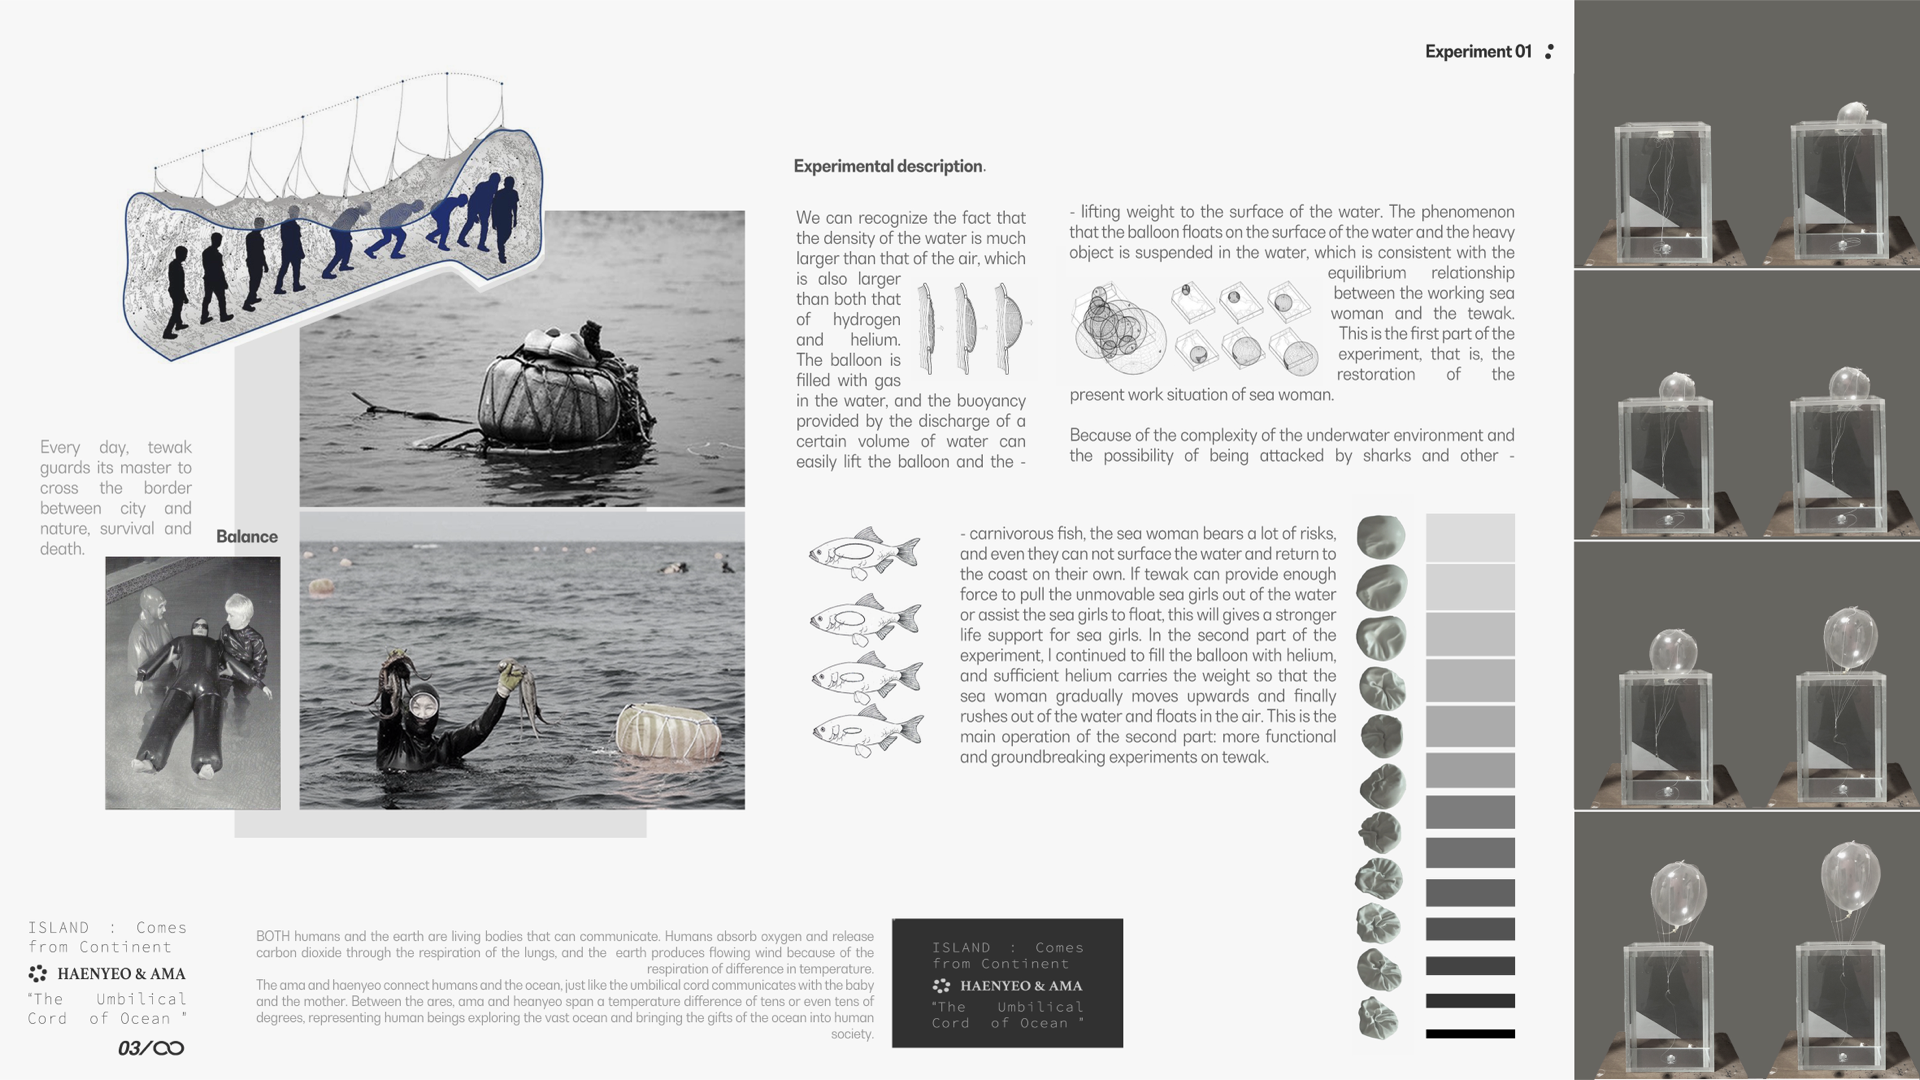 Experiment 01
Experimental description.
We can recognize the fact that
the density of the water is much
larger than that of the air, which
is also larger
than both that
of hydrogen
and helium.
The balloon is
filled with gas
in the water, and the buoyancy
provided by the discharge of a
certain volume of water can
easily lift the balloon and the -
- lifting weight to the surface of the water. The phenomenon
that the balloon floats on the surface of the water and the heavy
object is suspended in the water, which is consistent with the
equilibrium relationship
between the working sea
woman and the tewak.
This is the first part of the
experiment, that is, the
restoration of the
present work situation of sea woman.
Because of the complexity of the underwater environment and
the possibility of being attacked by sharks and other -
- carnivorous fish, the sea woman bears a lot of risks,
and even they can not surface the water and return to
the coast on their own. If tewak can provide enough
force to pull the unmovable sea girls out of the water
or assist the sea girls to float, this will gives a stronger
life support for sea girls. In the second part of the
experiment, I continued to fill the balloon with helium,
and sufficient helium carries the weight so that the
sea woman gradually moves upwards and finally
rushes out of the water and floats in the air. This is the
main operation of the second part: more functional
and groundbreaking experiments on tewak.
Every day, tewak
guards its master to
cross the border
between city and
nature, survival and
death.
Balance
ISLAND : Comes
from Continent
HAENYEO & AMA
"The Umbilical
Cord of Ocean "
03/∞
BOTH humans and the earth are living bodies that can communicate. Humans absorb oxygen and release
carbon dioxide through the respiration of the lungs, and the earth produces flowing wind because of the
respiration of difference in temperature.
The ama and haenyeo connect humans and the ocean, just like the umbilical cord communicates with the baby
and the mother. Between the ares, ama and heanyeo span a temperature difference of tens or even tens of
degrees, representing human beings exploring the vast ocean and bringing the gifts of the ocean into human
society.
ISLAND : Comes
from Continent
HAENYEO & AMA
"The Umbilical
Cord of Ocean "